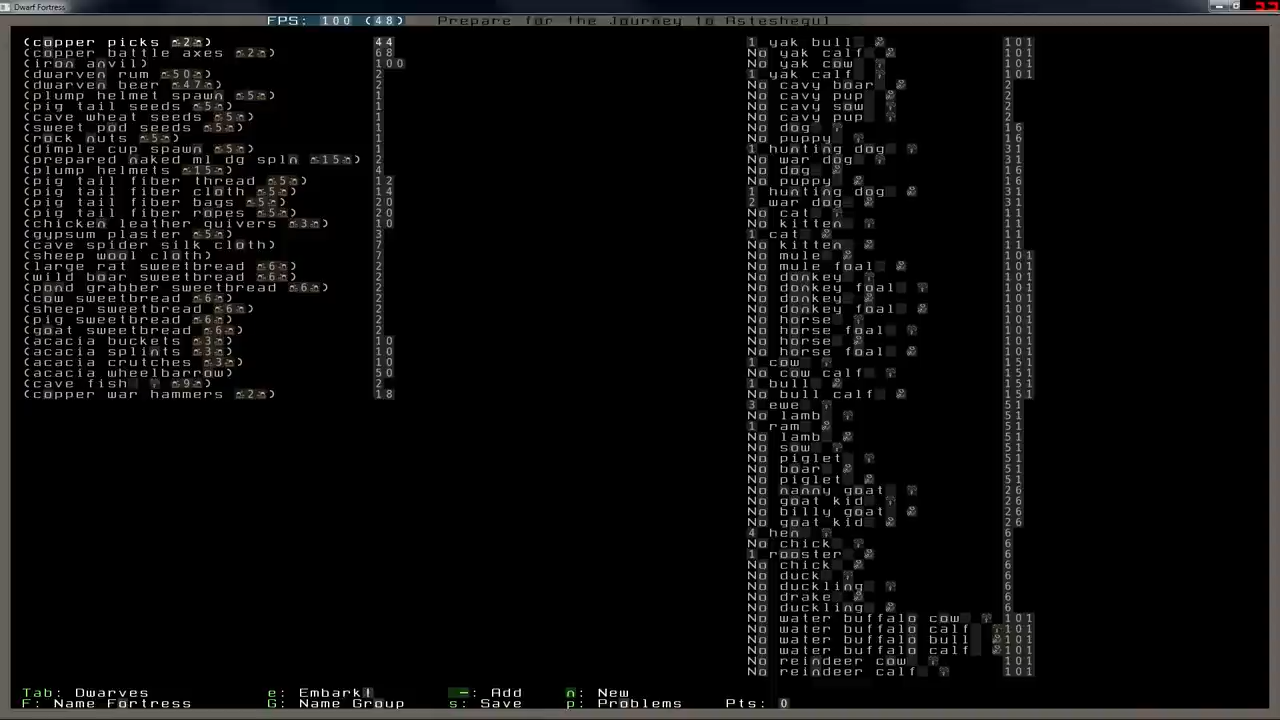 Dwarf Fortress
FPS: 100 (48) Prepare for the Journey to Asteshegul
(copper picks [2]) 44
(copper battle axes [2]) 68
(iron anvil) 100
(dwarven rum [50]) 2
(dwarven beer [47]) 2
(plump helmet spawn [5]) 1
(pig tail seeds [5]) 1
(cave wheat seeds [5]) 1
(sweet pod seeds [5]) 1
(rock nuts [5]) 1
(dimple cup spawn [5]) 1
(prepared naked ml dg spln [15]) 2
(plump helmets [15]) 4
(pig tail fiber thread [5]) 12
(pig tail fiber cloth [5]) 14
(pig tail fiber bags [5]) 20
(pig tail fiber ropes [5]) 20
(chicken leather quivers [3]) 10
(gypsum plaster [5]) 3
(cave spider silk cloth) 7
(sheep wool cloth) 7
(large rat sweetbread [6]) 2
(wild boar sweetbread [6]) 2
(pond grabber sweetbread [6]) 2
(cow sweetbread [6]) 2
(sheep sweetbread [6]) 2
(pig sweetbread [6]) 2
(goat sweetbread [6]) 2
(acacia buckets [3]) 10
(acacia splints [3]) 10
(acacia crutches [3]) 10
(acacia wheelbarrow) 50
(cave fish ♀ [9]) 2
(copper war hammers [2]) 18
1 yak bull ♂ 101
No yak calf ♂ 101
No yak cow ♀ 101
1 yak calf ♀ 101
No cavy boar ♂ 2
No cavy pup ♂ 2
No cavy sow ♀ 2
No cavy pup ♀ 2
No dog ♀ 16
No puppy ♀ 16
1 hunting dog ♀ 31
No war dog ♀ 31
No dog ♂ 16
No puppy ♂ 16
1 hunting dog ♂ 31
2 war dog ♂ 31
No cat ♀ 11
No kitten ♀ 11
1 cat ♂ 11
No kitten ♂ 11
No mule ♂ 101
No mule foal ♂ 101
No donkey ♀ 101
No donkey foal ♀ 101
No donkey ♂ 101
No donkey foal ♂ 101
No horse ♀ 101
No horse foal ♀ 101
No horse ♂ 101
No horse foal ♂ 101
1 cow ♀ 151
No cow calf ♀ 151
1 bull ♂ 151
No bull calf ♂ 151
3 ewe ♀ 51
No lamb ♀ 51
1 ram ♂ 51
No lamb ♂ 51
No sow ♀ 51
No piglet ♀ 51
No boar ♂ 51
No piglet ♂ 51
No nanny goat ♀ 26
No goat kid ♀ 26
No billy goat ♂ 26
No goat kid ♂ 26
4 hen ♀ 6
No chick ♀ 6
1 rooster ♂ 6
No chick ♂ 6
No duck ♀ 6
No duckling ♀ 6
No drake ♂ 6
No duckling ♂ 6
No water buffalo cow ♀ 101
No water buffalo calf ♀ 101
No water buffalo bull ♂ 101
No water buffalo calf ♂ 101
No reindeer cow ♀ 101
No reindeer calf ♀ 101
Tab: Dwarves e: Embark! -: Add n: New
F: Name Fortress G: Name Group s: Save p: Problems Pts: 0